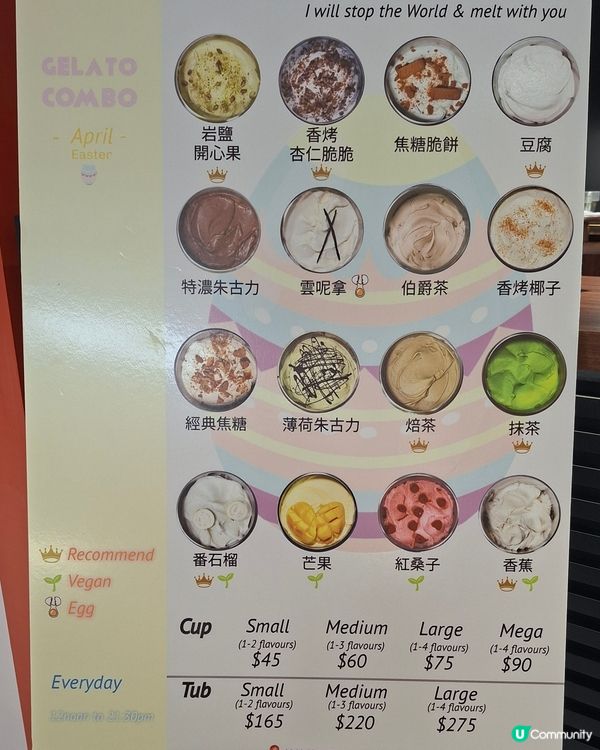 I will stop the World & melt with you
GELATO
COMBO
- April -
Easter
岩鹽
開心果
香烤
杏仁脆脆
焦糖脆餅
豆腐
特濃朱古力
雲呢拿
伯爵茶
香烤椰子
經典焦糖
薄荷朱古力
焙茶
抹茶
番石榴
芒果
紅桑子
香蕉
Recommend
Vegan
Egg
Cup
Small
(1-2 flavours)
$45
Medium
(1-3 flavours)
$60
Large
(1-4 flavours)
$75
Mega
(1-4 flavours)
$90
Everyday
12noon to 21:30pm
Tub
Small
(1-2 flavours)
$165
Medium
(1-3 flavours)
$220
Large
(1-4 flavours)
$275
U Community